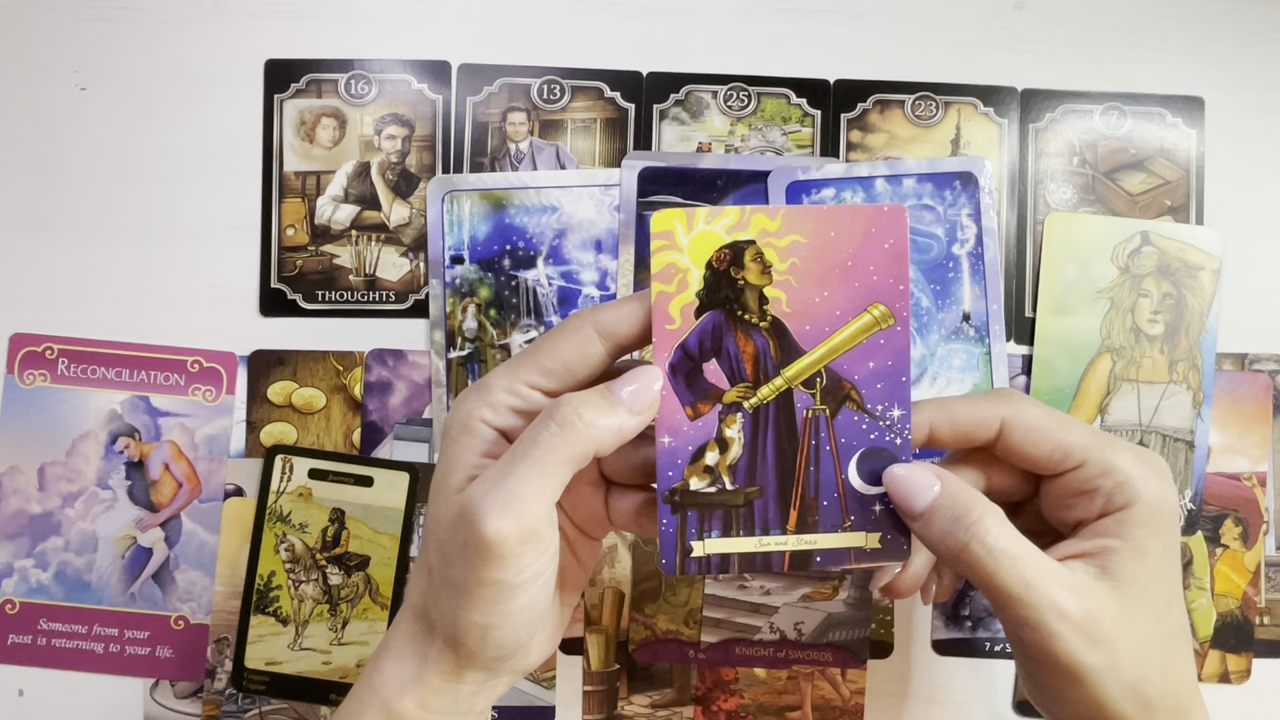 16
13
25
23
7
THOUGHTS
RECONCILIATION
Someone from your
past is returning to your life.
Journey
Sun and Stars
KNIGHT of SWORDS